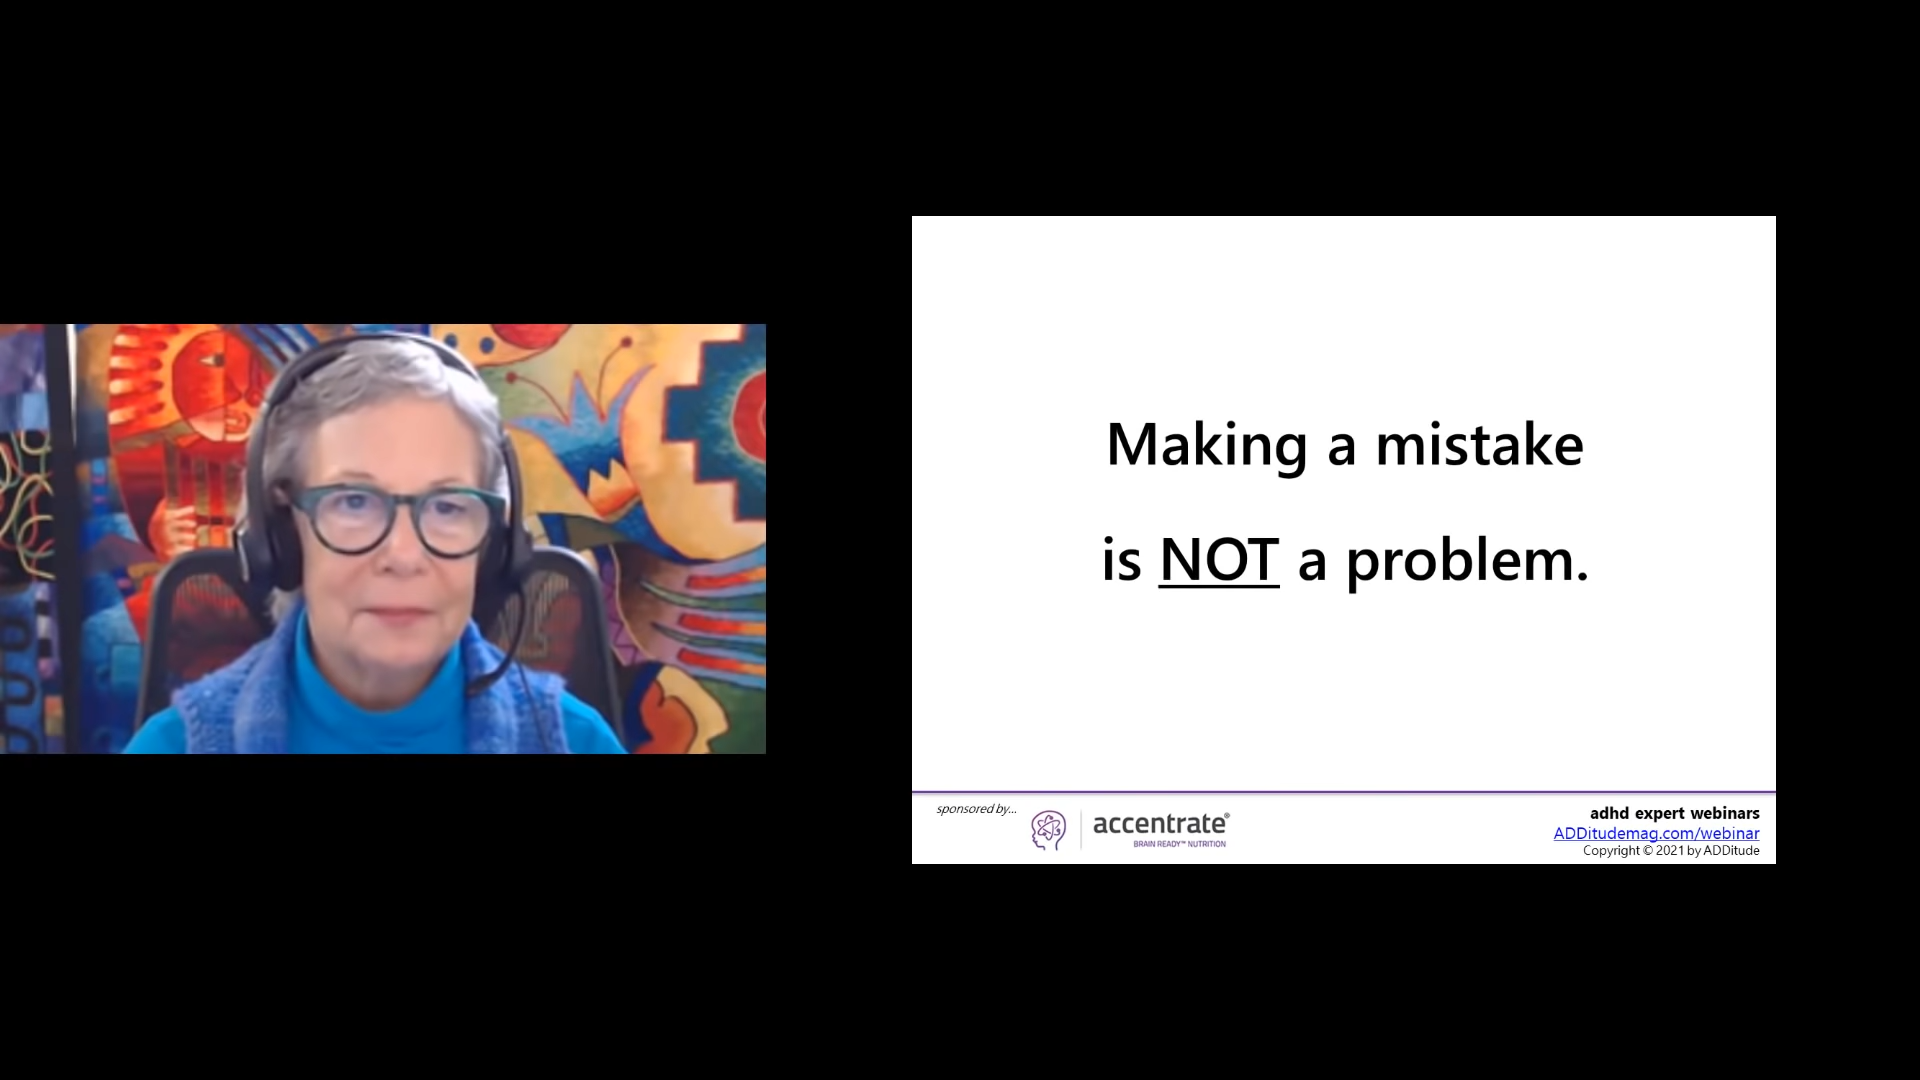 Making a mistake
is NOT a problem.
sponsored by...
accentrate®
BRAIN READY™ NUTRITION
adhd expert webinars
ADDitudemag.com/webinar
Copyright © 2021 by ADDitude